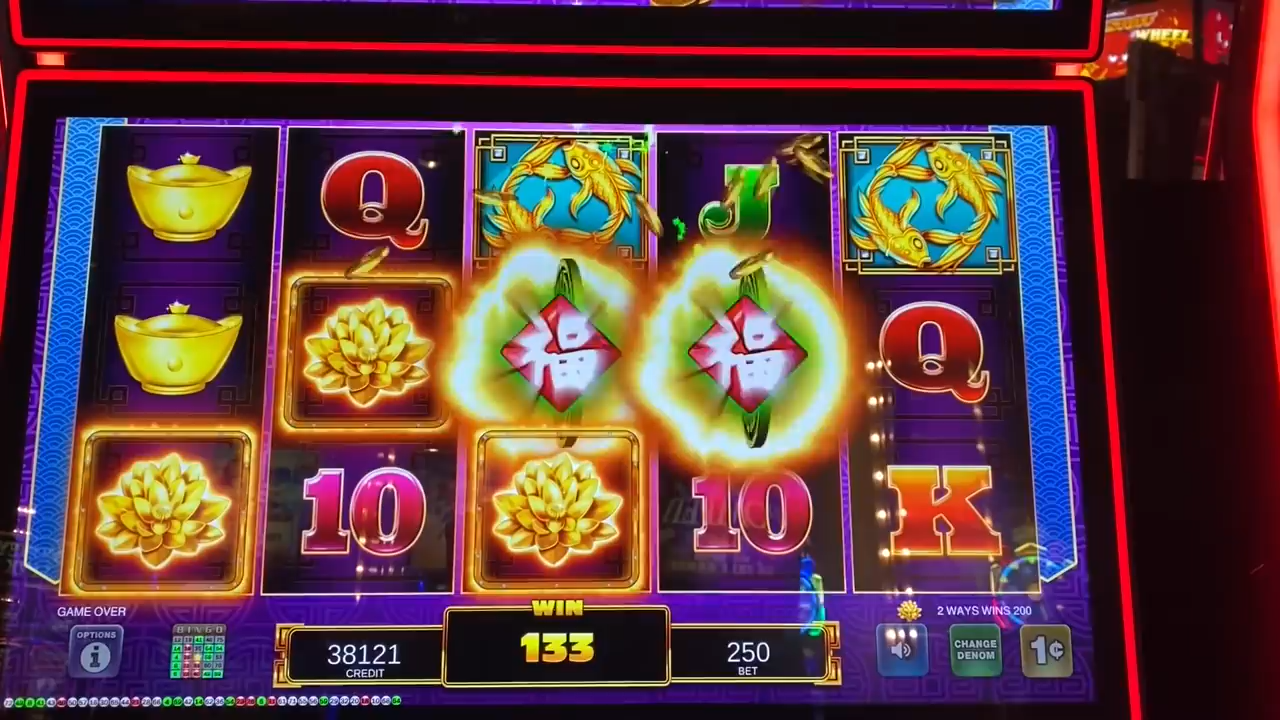 WHEEL
Q
J
福
福
Q
10
10
K
GAME OVER
WIN
2 WAYS WINS 200
OPTIONS
BINGO
38121
CREDIT
133
250
BET
CHANGE
DENOM
1¢